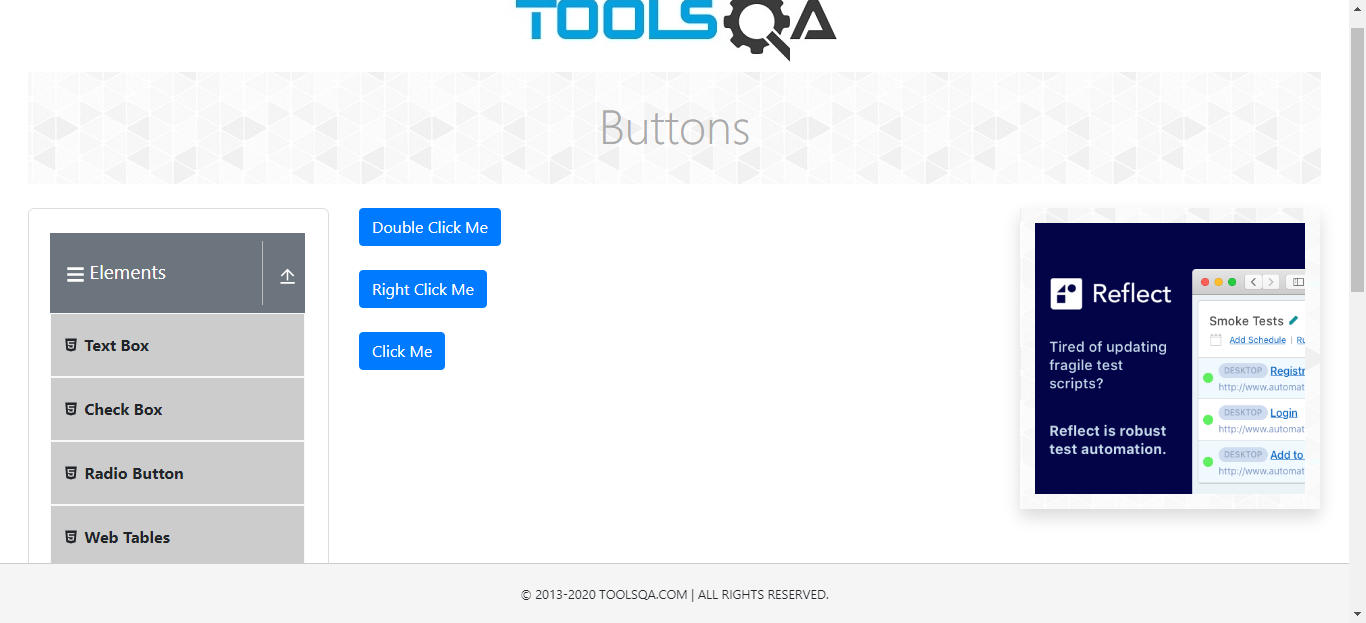 TOOLSQA
Buttons
Elements
Text Box
Check Box
Radio Button
Web Tables
Double Click Me
Right Click Me
Click Me
Reflect
Tired of updating
fragile test
scripts?
Reflect is robust
test automation.
Smoke Tests
Add Schedule | Ru
DESKTOP Registr
http://www.automat
DESKTOP Login
http://www.automat
DESKTOP Add to
http://www.automat
© 2013-2020 TOOLSQA.COM | ALL RIGHTS RESERVED.